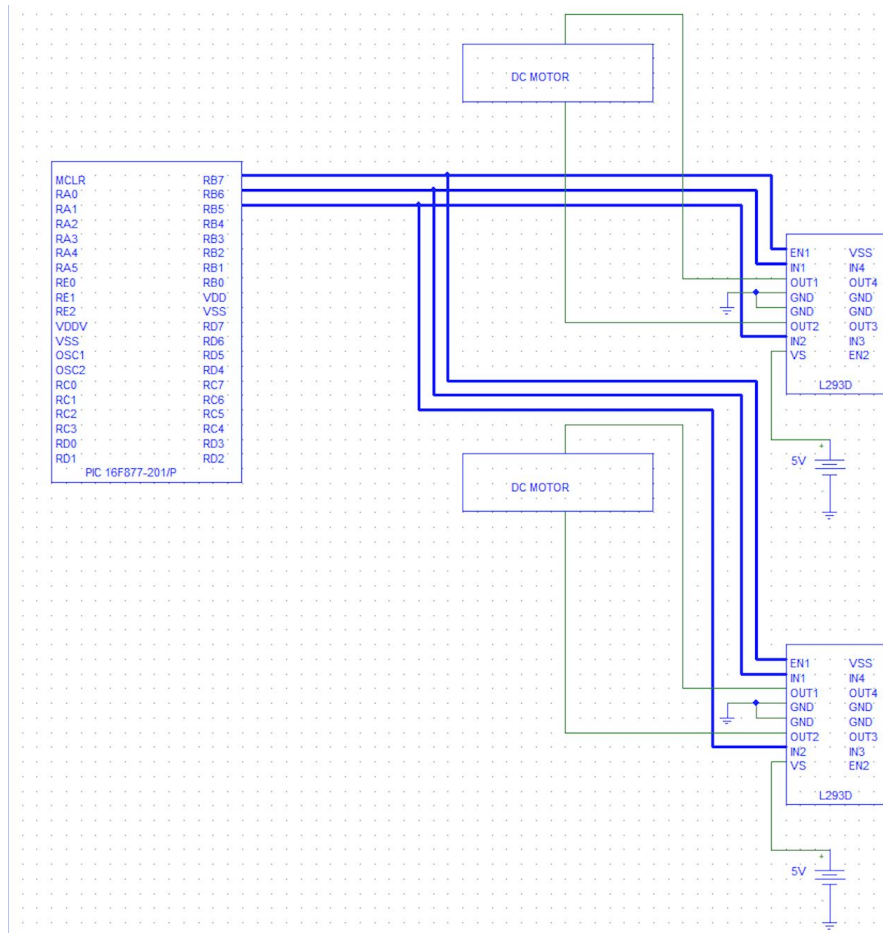 DC MOTOR
MCLR RB7
RA0 RB6
RA1 RB5
RA2 RB4
RA3 RB3
RA4 RB2
RA5 RB1
RE0 RB0
RE1 VDD
RE2 VSS
VDDV RD7
VSS RD6
OSC1 RD5
OSC2 RD4
RC0 RC7
RC1 RC6
RC2 RC5
RC3 RC4
RD0 RD3
RD1 RD2
PIC 16F877-201/P
EN1 VSS
IN1 IN4
OUT1 OUT4
GND GND
GND GND
OUT2 OUT3
IN2 IN3
VS EN2
L293D
+
5V
DC MOTOR
EN1 VSS
IN1 IN4
OUT1 OUT4
GND GND
GND GND
OUT2 OUT3
IN2 IN3
VS EN2
L293D
+
5V